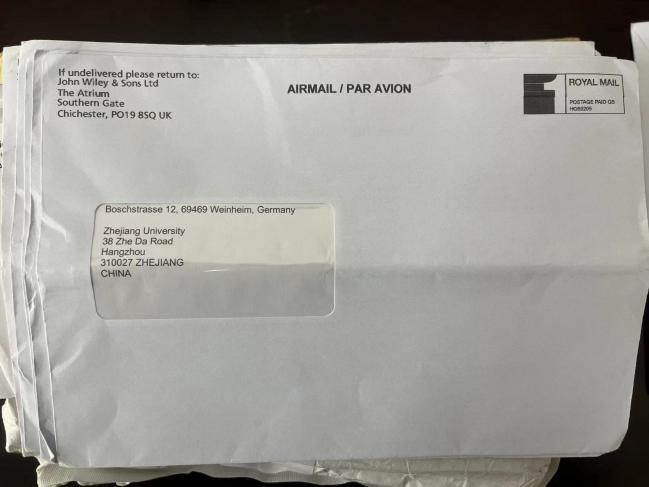 If undelivered please return to:
John Wiley & Sons Ltd
The Atrium
Southern Gate
Chichester, PO19 8SQ UK
AIRMAIL / PAR AVION
1
ROYAL MAIL
POSTAGE PAID GB
HQ59205
Boschstrasse 12, 69469 Weinheim, Germany
Zhejiang University
38 Zhe Da Road
Hangzhou
310027 ZHEJIANG
CHINA